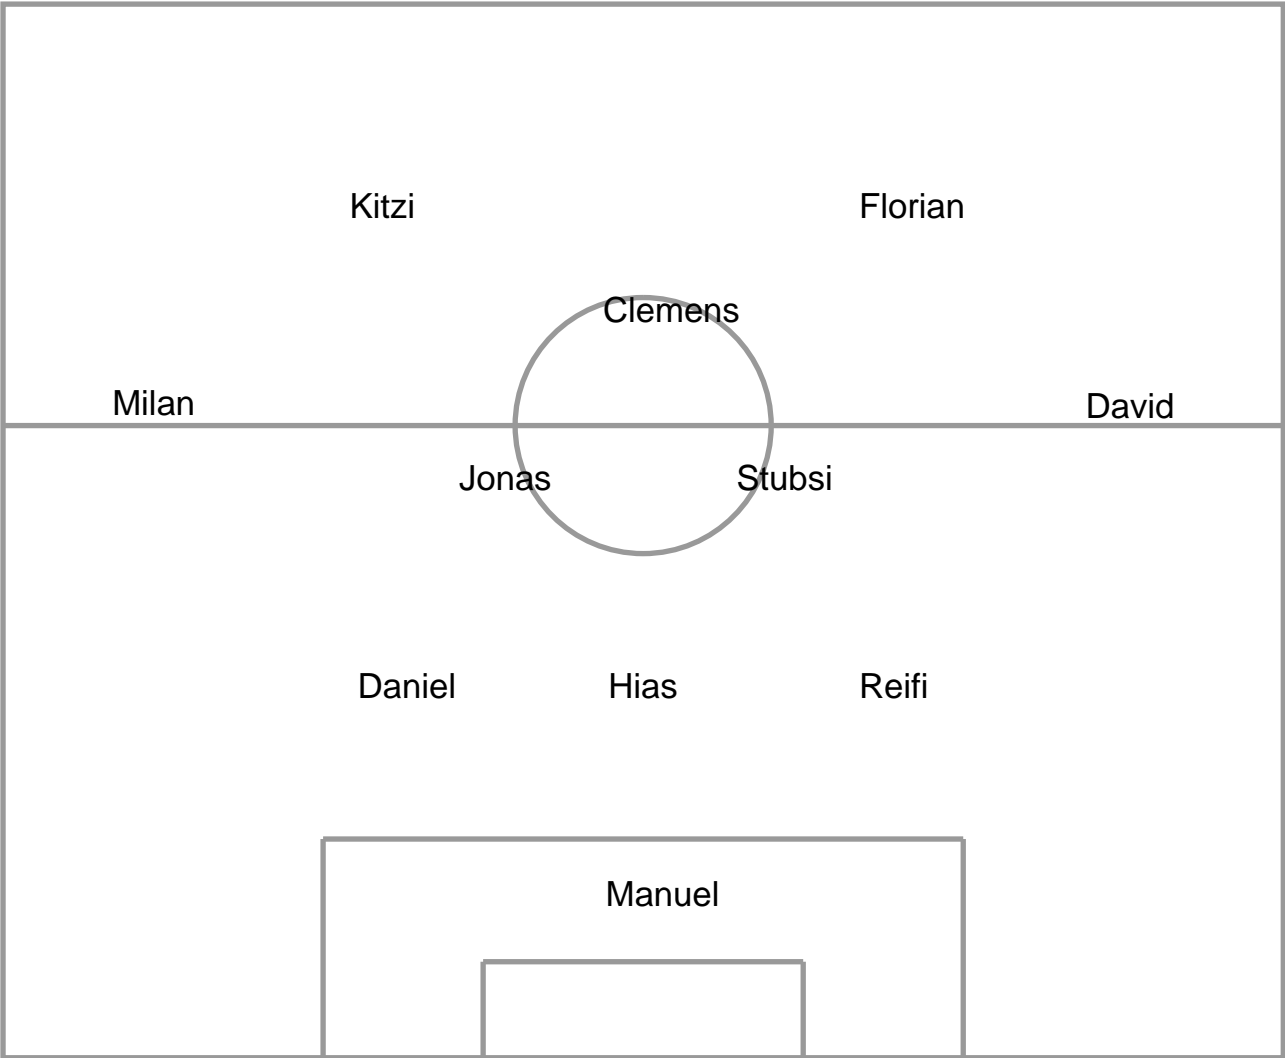 Kitzi Florian
Clemens
Milan David
Jonas Stubsi
Daniel Hias Reifi
Manuel